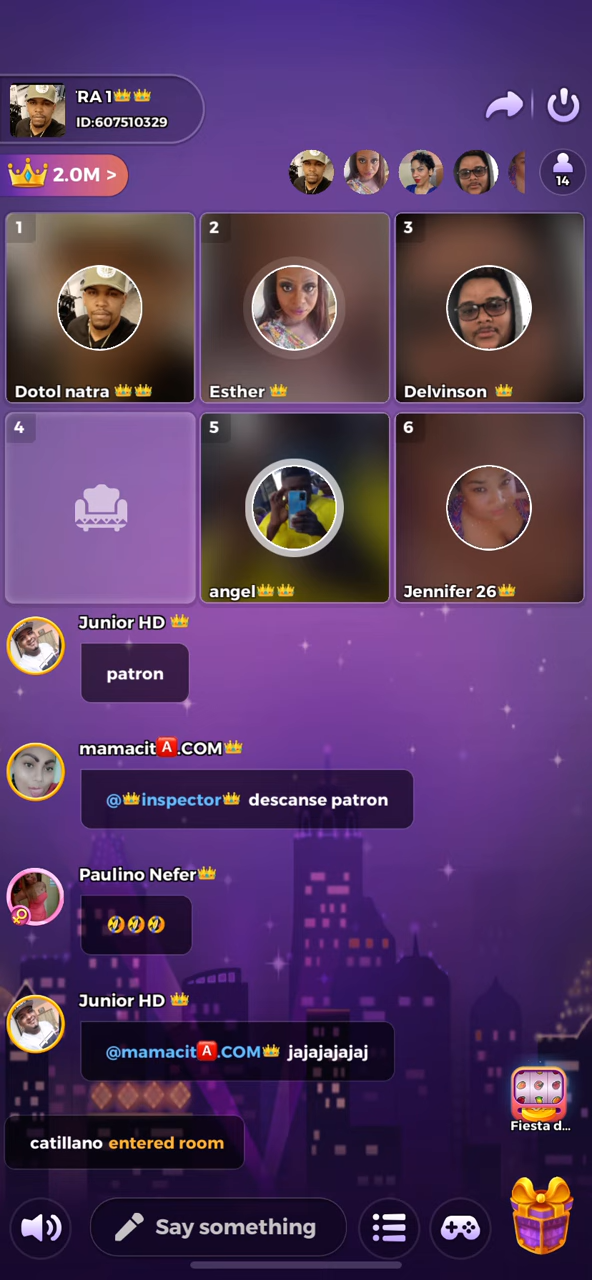 'RA 1👑👑
ID:607510329
2.0M >
14
1
2
3
Dotol natra 👑👑
Esther 👑
Delvinson 👑
4
5
6
angel👑👑
Jennifer 26👑
Junior HD 👑
patron
mamacit🅰.COM👑
@👑inspector👑 descanse patron
Paulino Nefer👑
🤣🤣🤣
Junior HD 👑
@mamacit🅰.COM👑 jajajajajaj
Fiesta d...
catillano entered room
Say something